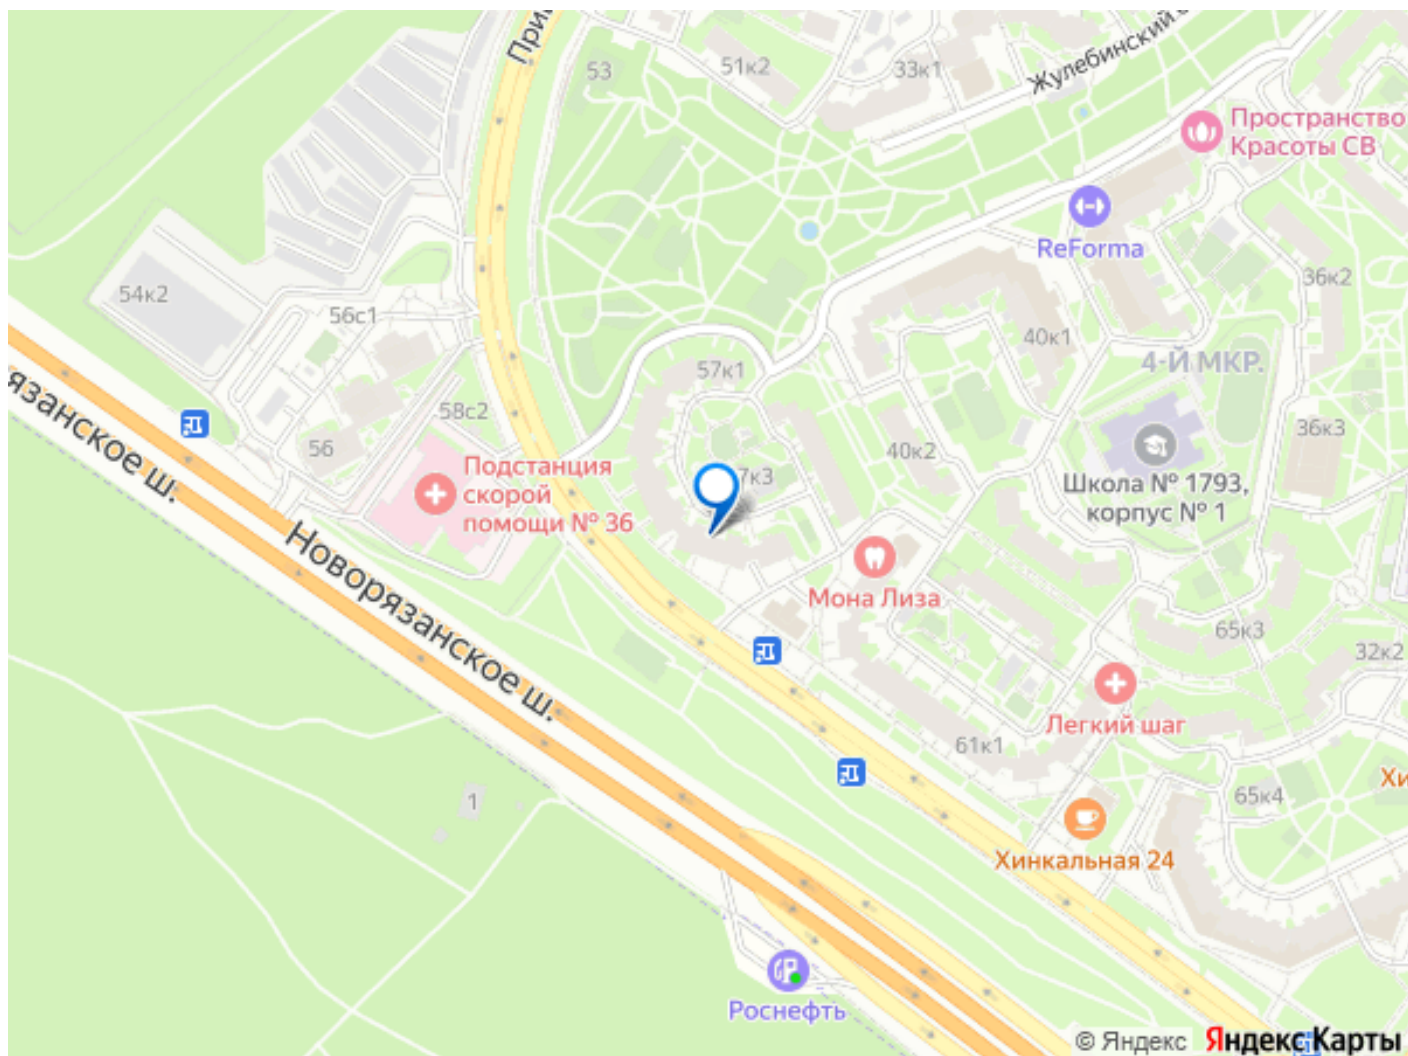 53
51к2
33к1
Жулебинский
Пространство
Красоты СВ
ReForma
36к2
54к2
56с1
40к1
4-Й МКР.
57к1
58с2
36к3
40к2
56
Подстанция
скорой
помощи № 36
7к3
Школа № 1793,
корпус № 1
язанское ш.
Новорязанское ш.
Мона Лиза
65к3
32к2
Легкий шаг
61к1
1
65к4
Хи
Хинкальная 24
Роснефть
© Яндекс Яндекс Карты